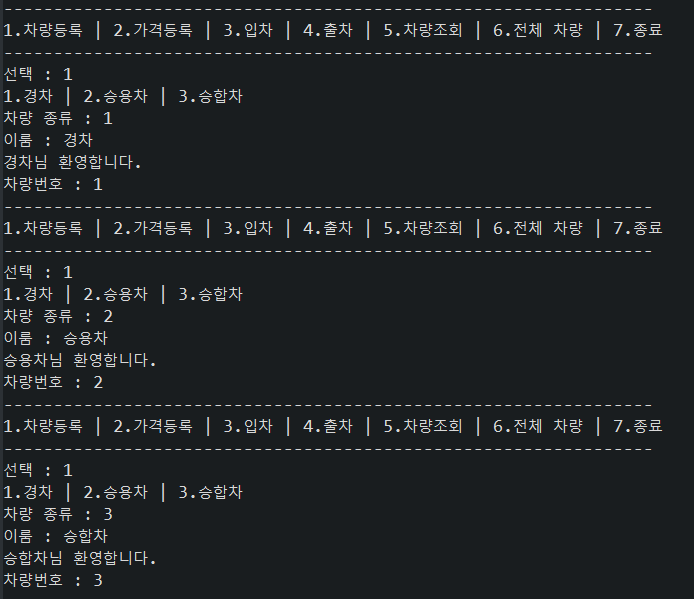 -----------------------------------------------------------------
1.차량등록 | 2.가격등록 | 3.입차 | 4.출차 | 5.차량조회 | 6.전체 차량 | 7.종료
-----------------------------------------------------------------
선택 : 1
1.경차 | 2.승용차 | 3.승합차
차량 종류 : 1
이룸 : 경차
경차님 환영합니다.
차량번호 : 1
-----------------------------------------------------------------
1.차량등록 | 2.가격등록 | 3.입차 | 4.출차 | 5.차량조회 | 6.전체 차량 | 7.종료
-----------------------------------------------------------------
선택 : 1
1.경차 | 2.승용차 | 3.승합차
차량 종류 : 2
이룸 : 승용차
승용차님 환영합니다.
차량번호 : 2
-----------------------------------------------------------------
1.차량등록 | 2.가격등록 | 3.입차 | 4.출차 | 5.차량조회 | 6.전체 차량 | 7.종료
-----------------------------------------------------------------
선택 : 1
1.경차 | 2.승용차 | 3.승합차
차량 종류 : 3
이룸 : 승합차
승합차님 환영합니다.
차량번호 : 3